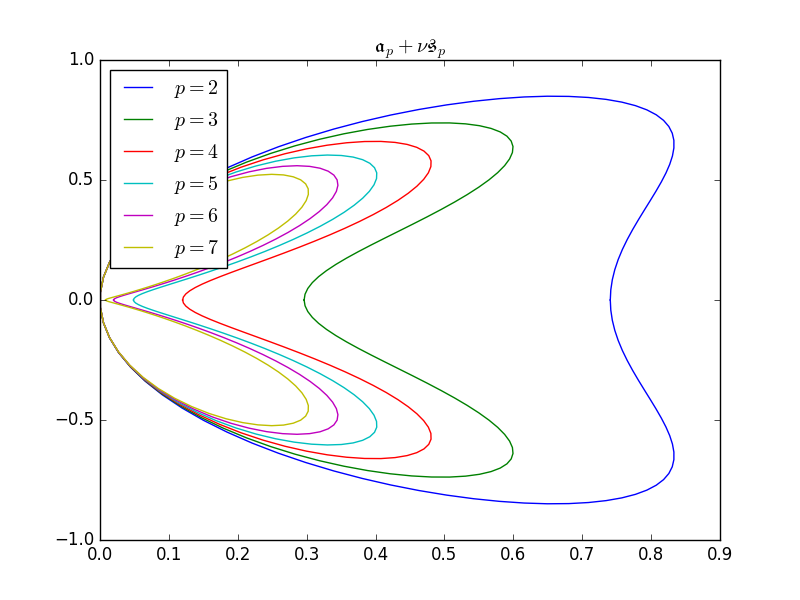 𝔞_p + ν𝔰_p
p = 2
p = 3
p = 4
p = 5
p = 6
p = 7
1.0
0.5
0.0
−0.5
−1.0
0.0 0.1 0.2 0.3 0.4 0.5 0.6 0.7 0.8 0.9